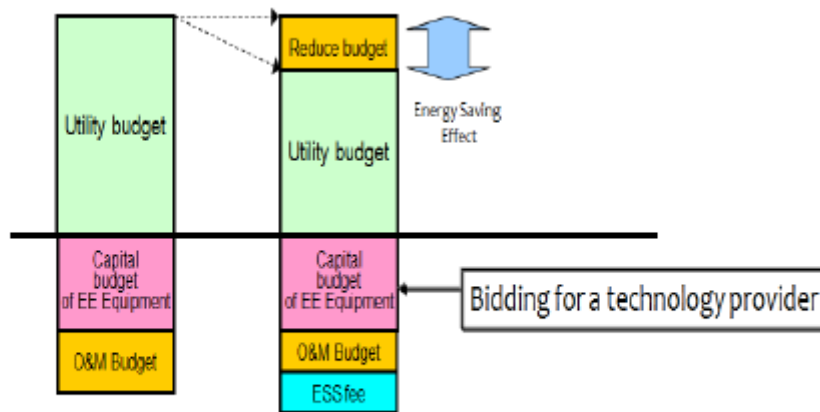 Utility budget
Capital
budget
of EE Equipment
O&M Budget
Reduce budget
Utility budget
Capital
budget
of EE Equipment
O&M Budget
ESS fee
Energy Saving
Effect
Bidding for a technology provider